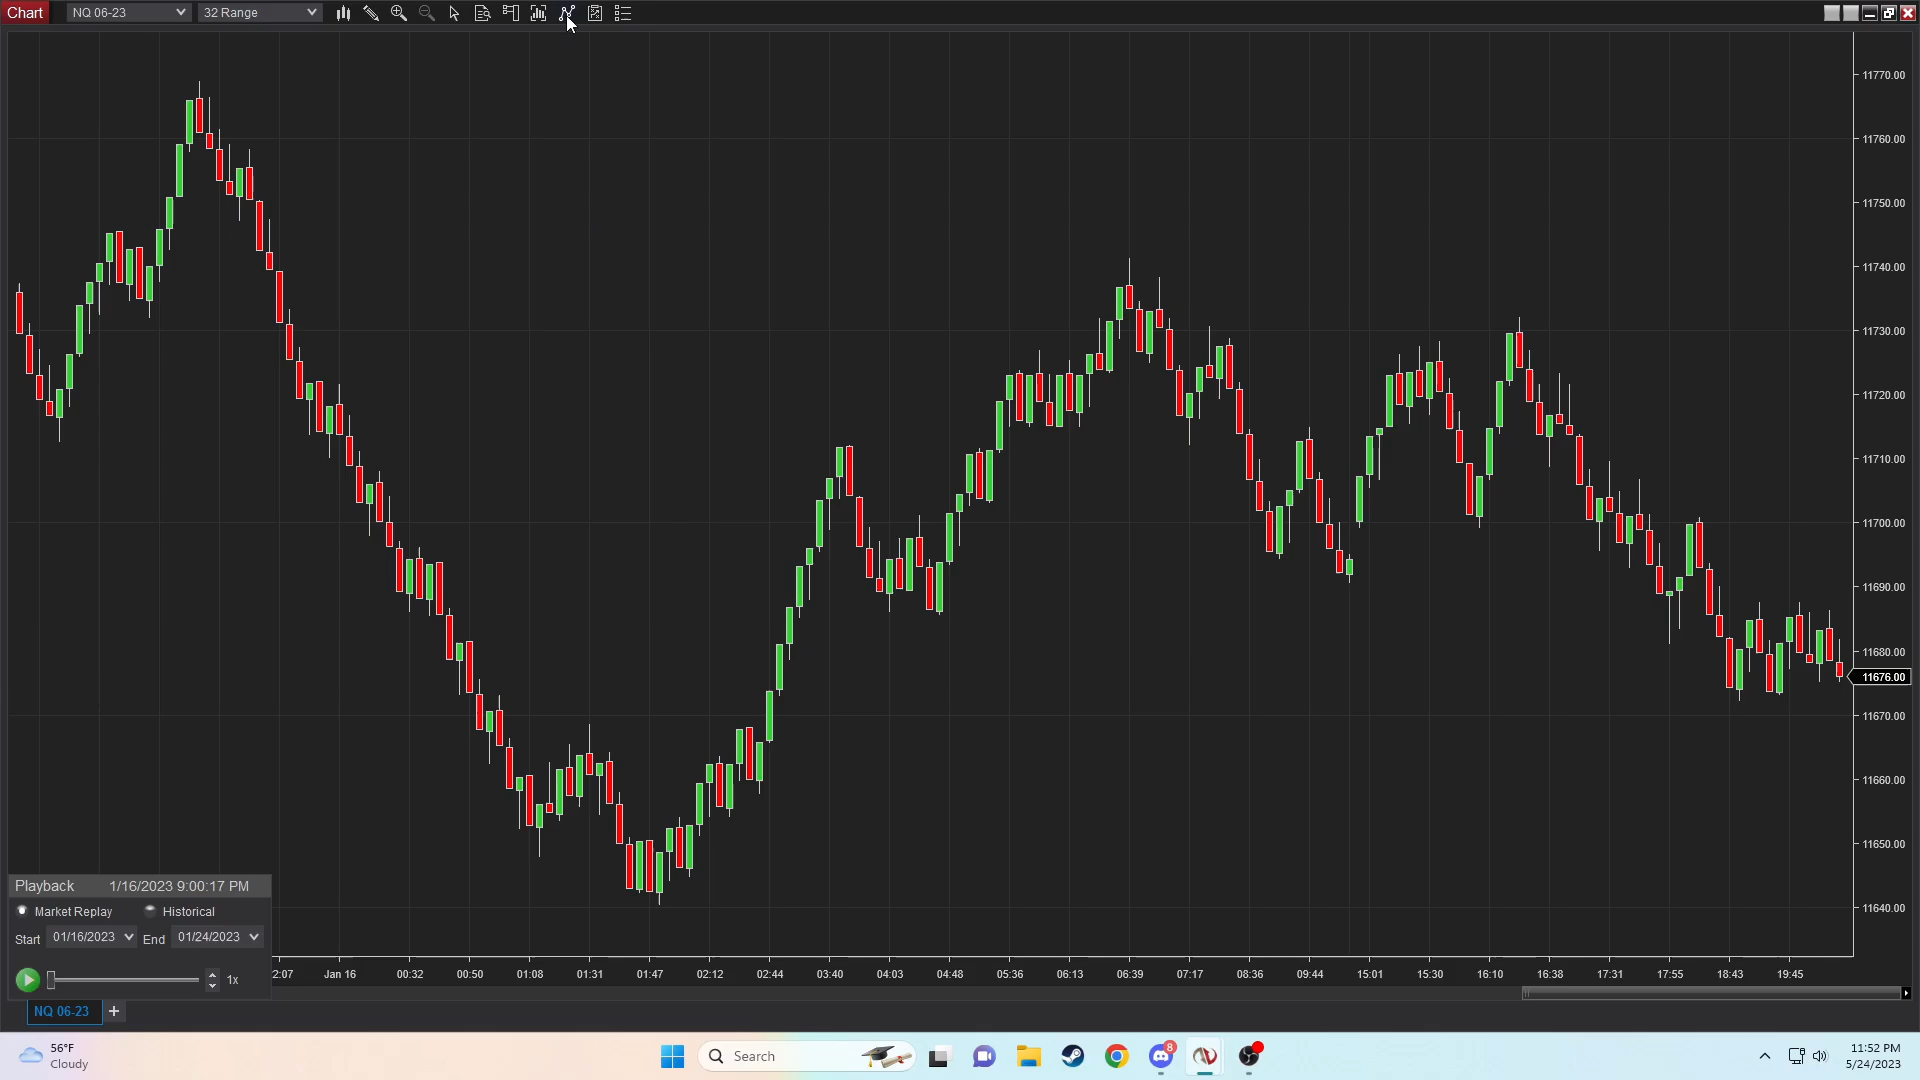 Chart NQ 06-23 32 Range
11770.00
11760.00
11750.00
11740.00
11730.00
11720.00
11710.00
11700.00
11690.00
11680.00
11676.00
11670.00
11660.00
11650.00
11640.00
Playback 1/16/2023 9:00:17 PM
Market Replay Historical
Start 01/16/2023 End 01/24/2023
1x
2:07 Jan 16 00:32 00:50 01:08 01:31 01:47 02:12 02:44 03:40 04:03 04:48 05:36 06:13 06:39 07:17 08:36 09:44 15:01 15:30 16:10 16:38 17:31 17:55 18:43 19:45
NQ 06-23 +
56°F
Cloudy
Search
8
11:52 PM
5/24/2023